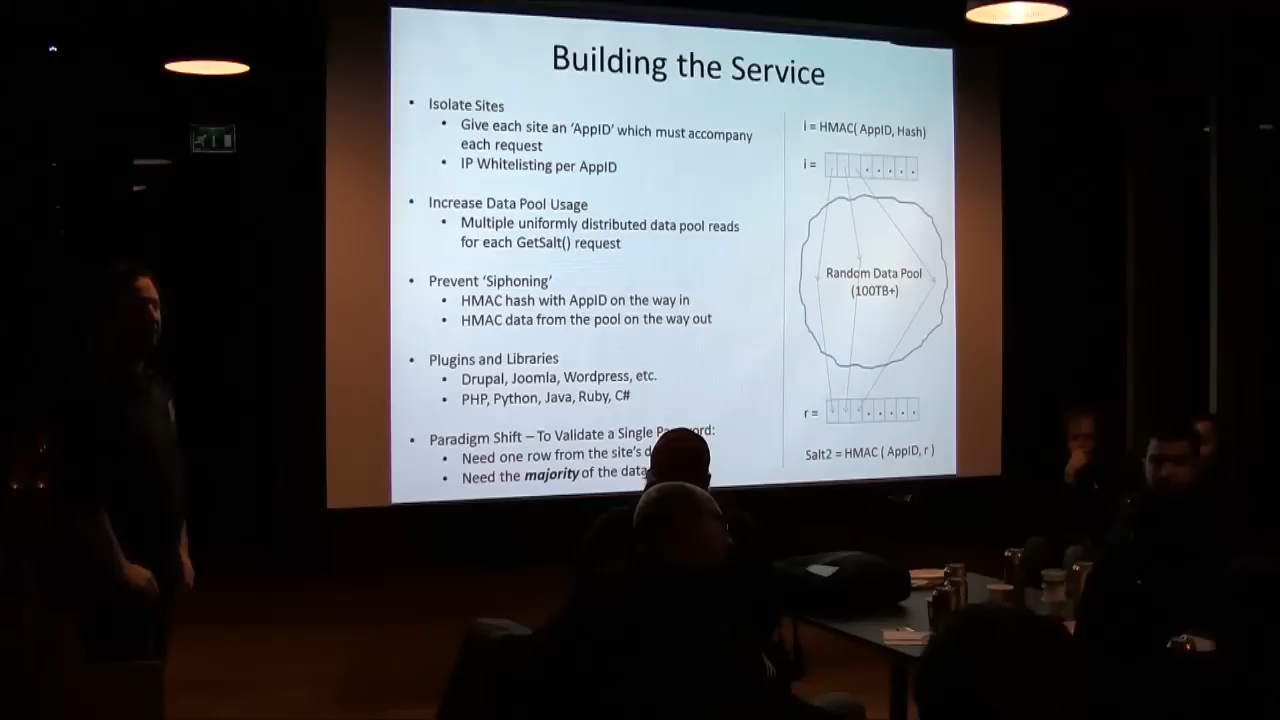 Building the Service
• Isolate Sites
• Give each site an ‘AppID’ which must accompany
each request
• IP Whitelisting per AppID
• Increase Data Pool Usage
• Multiple uniformly distributed data pool reads
for each GetSalt() request
• Prevent ‘Siphoning’
• HMAC hash with AppID on the way in
• HMAC data from the pool on the way out
• Plugins and Libraries
• Drupal, Joomla, Wordpress, etc.
• PHP, Python, Java, Ruby, C#
• Paradigm Shift – To Validate a Single Password:
• Need one row from the site's
• Need the majority of the data
i = HMAC( AppID, Hash)
i =
Random Data Pool
(100TB+)
r =
Salt2 = HMAC ( AppID, r )